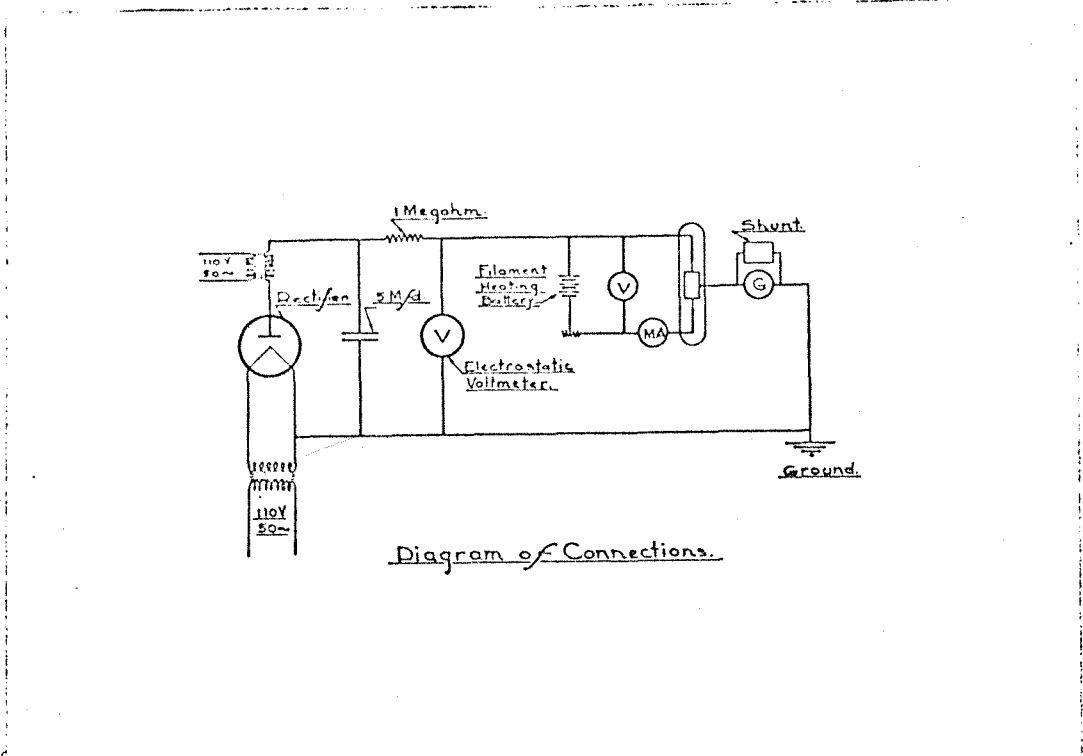 1 Megohm.
Shunt.
110V
50~
Rectifier
5 Mfd.
Filament
Heating
Battery.
V
G
V
MA
Electrostatic
Voltmeter.
Ground.
110V
50~
Diagram of Connections.